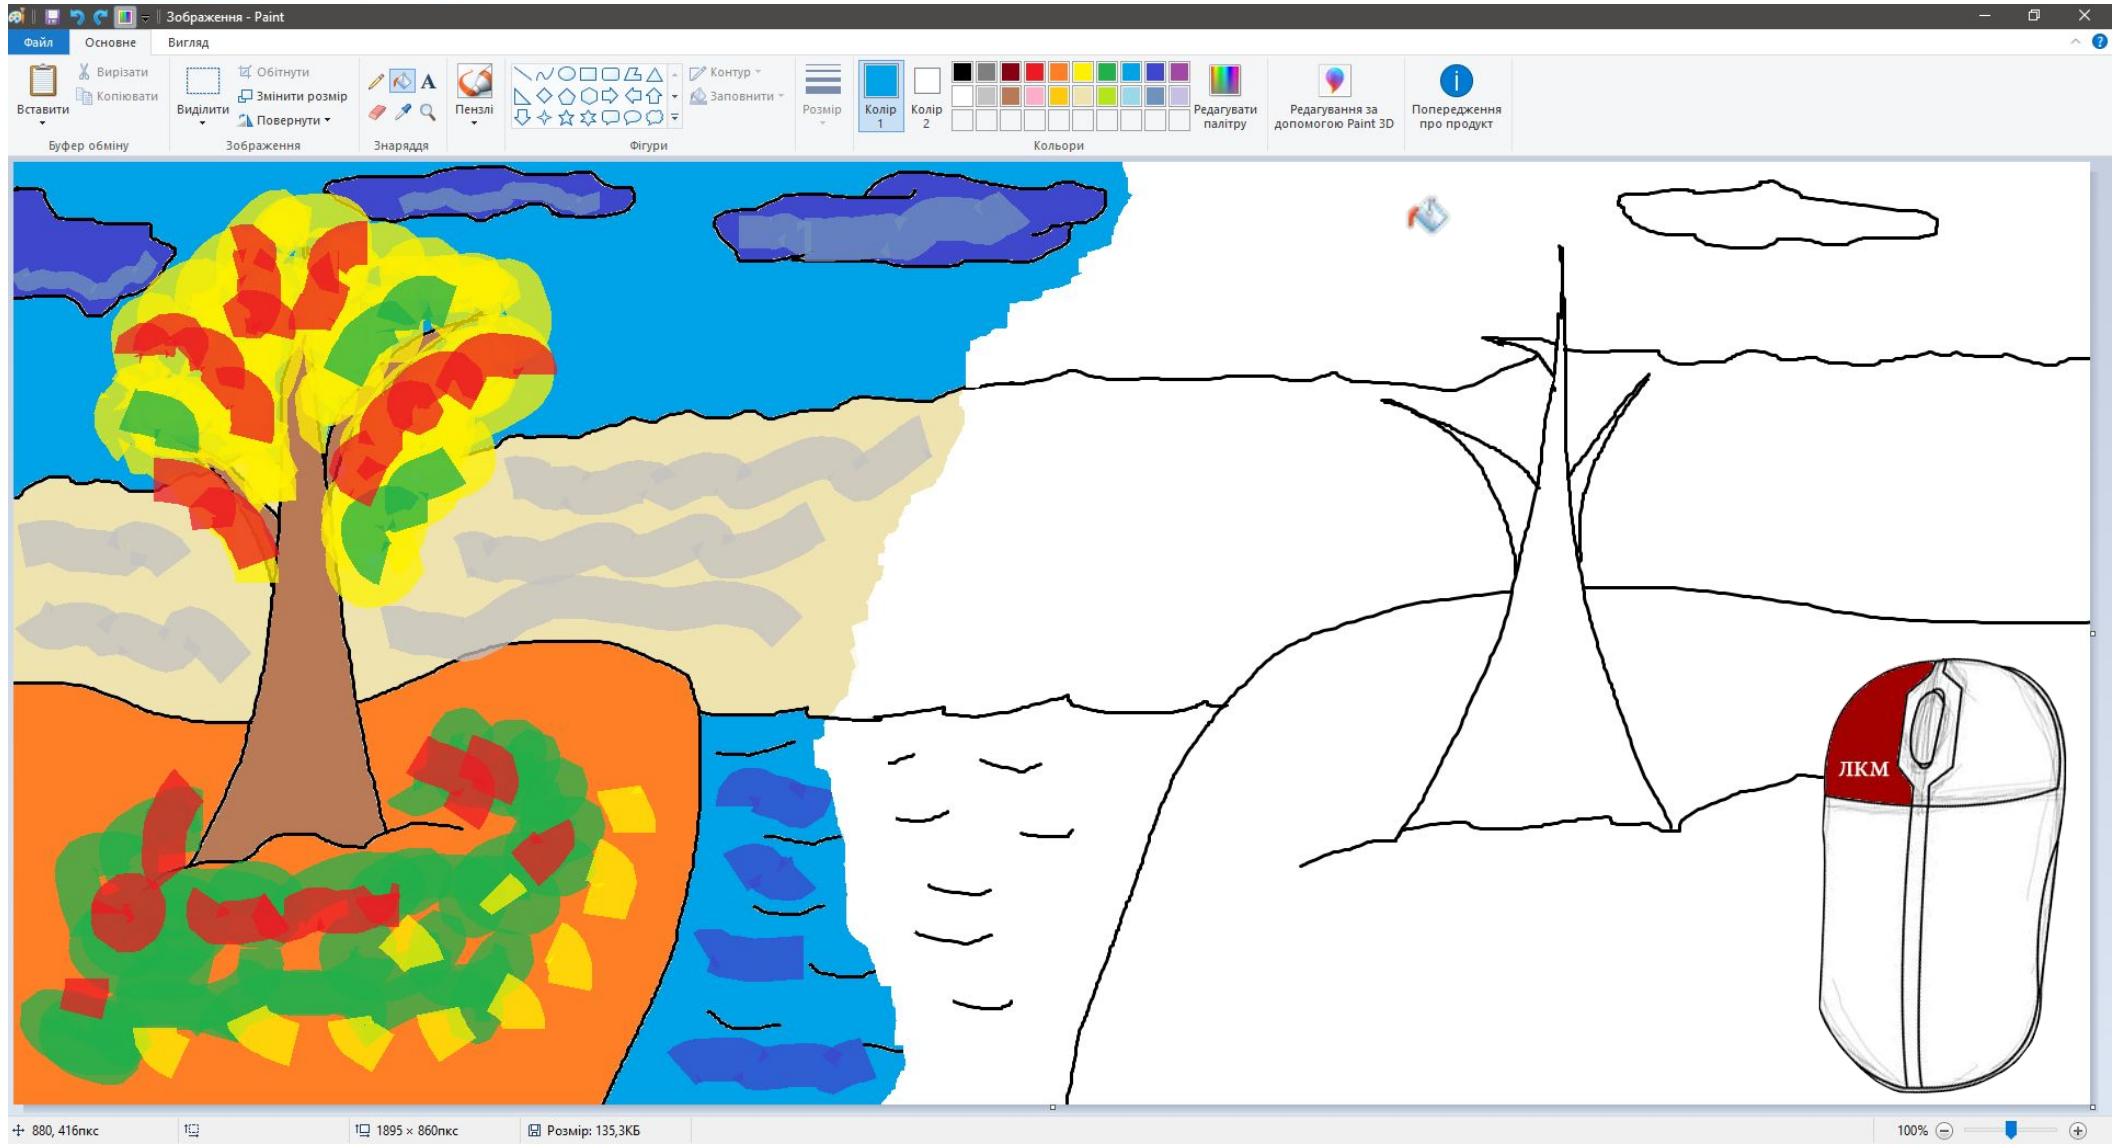 Зображення - Paint
Файл Основне Вигляд
Вставити
Вирізати
Копіювати
Буфер обміну
Виділити
Обітнути
Змінити розмір
Повернути
Зображення
A
Знаряддя
Пензлі
Контур
Заповнити
Фігури
Розмір
Колір
1
Колір
2
Редагувати
палітру
Кольори
Редагування за
допомогою Paint 3D
Попередження
про продукт
ЛКМ
880, 416пкс
1895 × 860пкс
Розмір: 135,3КБ
100%